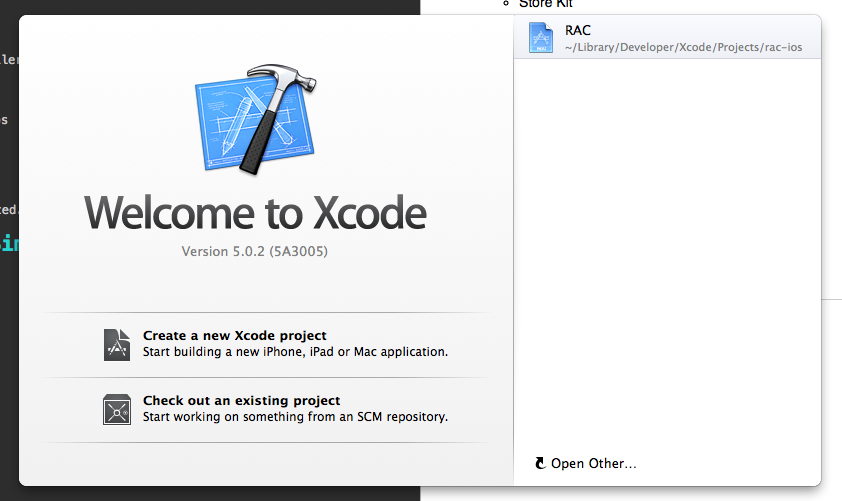 Store Kit
ller
s
ted.
Sim
RAC
~/Library/Developer/Xcode/Projects/rac-ios
Welcome to Xcode
Version 5.0.2 (5A3005)
Create a new Xcode project
Start building a new iPhone, iPad or Mac application.
Check out an existing project
Start working on something from an SCM repository.
Open Other...